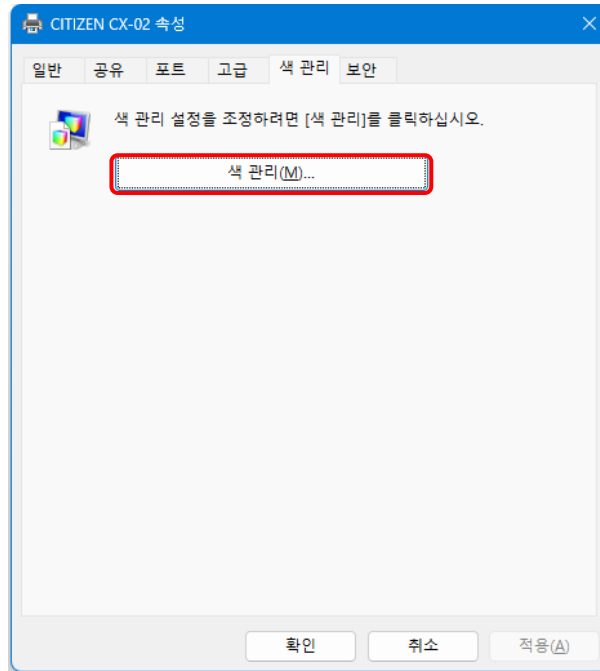 CITIZEN CX-02 속성
일반 공유 포트 고급 색 관리 보안
색 관리 설정을 조정하려면 [색 관리]를 클릭하십시오.
색 관리(M)...
확인 취소 적용(A)